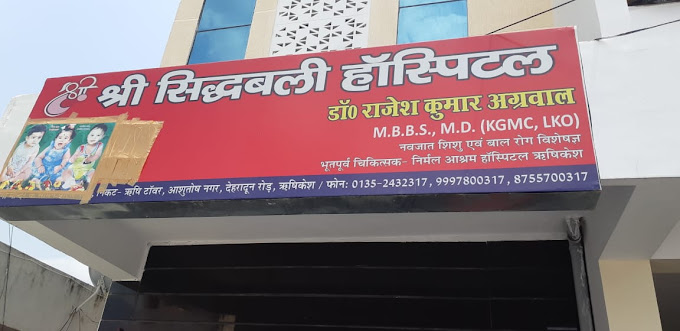 श्री सिद्धबली हॉस्पिटल
डॉ० राजेश कुमार अग्रवाल
M.B.B.S., M.D. (KGMC, LKO)
नवजात शिशु एवं बाल रोग विशेषज्ञ
भूतपूर्व चिकित्सक- निर्मल आश्रम हॉस्पिटल ऋषिकेश
निकट- ऋषि टॉवर, आशुतोष नगर, देहरादून रोड़, ऋषिकेश / फोन: 0135-2432317, 9997800317, 8755700317